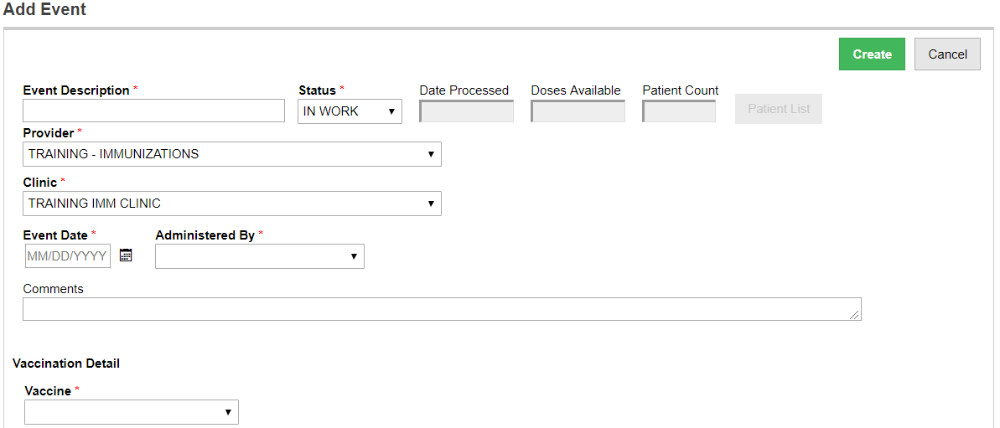 Add Event
Create Cancel
Event Description * Status * Date Processed Doses Available Patient Count
IN WORK Patient List
Provider *
TRAINING - IMMUNIZATIONS
Clinic *
TRAINING IMM CLINIC
Event Date * Administered By *
MM/DD/YYYY
Comments
Vaccination Detail
Vaccine *